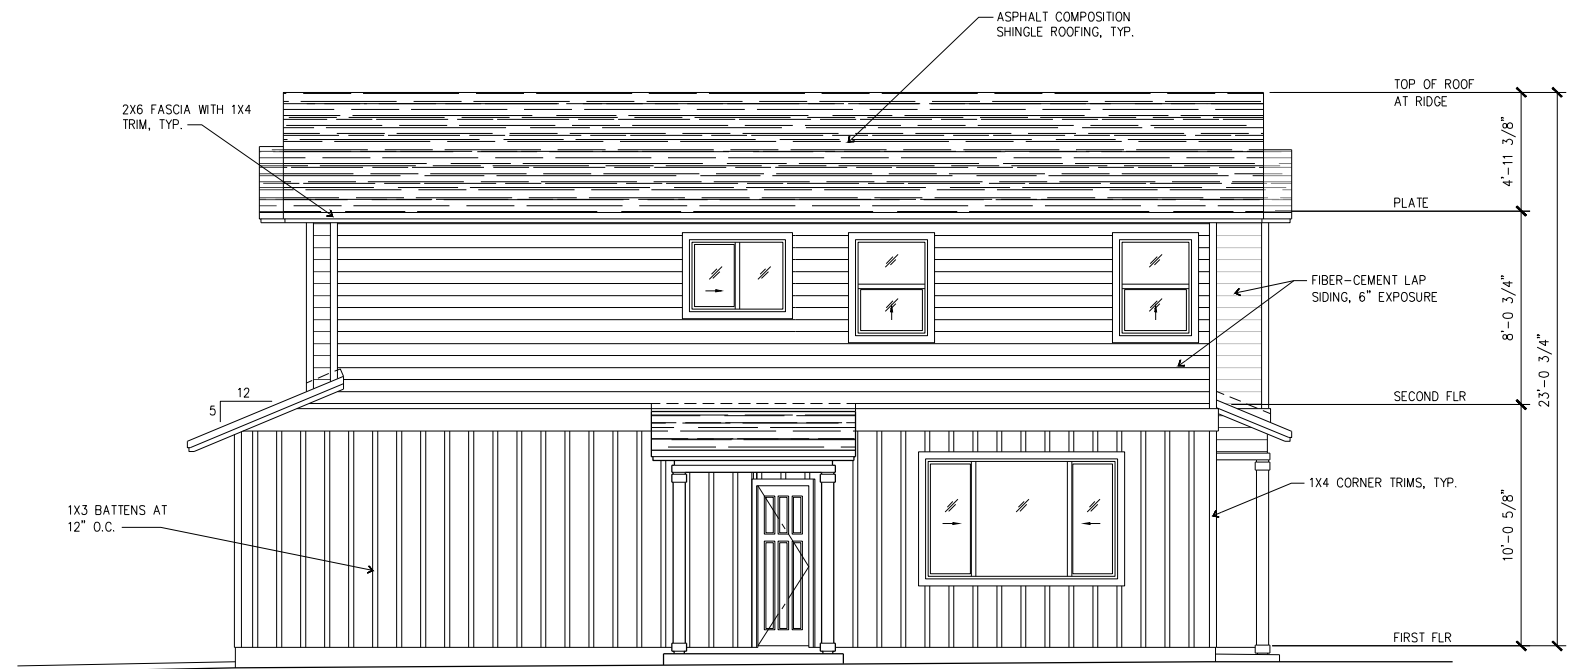 ASPHALT COMPOSITION
SHINGLE ROOFING, TYP.
TOP OF ROOF
AT RIDGE
2X6 FASCIA WITH 1X4
TRIM, TYP.
4'-11 3/8"
PLATE
FIBER-CEMENT LAP
SIDING, 6" EXPOSURE
8'-0 3/4"
23'-0 3/4"
12
5
SECOND FLR
1X4 CORNER TRIMS, TYP.
1X3 BATTENS AT
12" O.C.
10'-0 5/8"
FIRST FLR